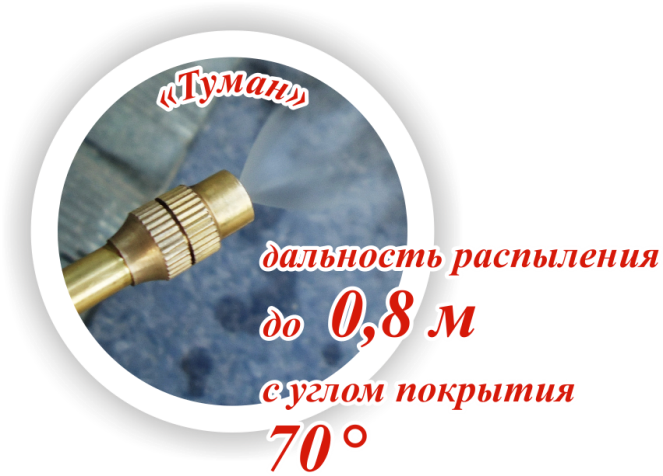 «Туман»
дальность распыления
до 0,8 м
с углом покрытия
70°